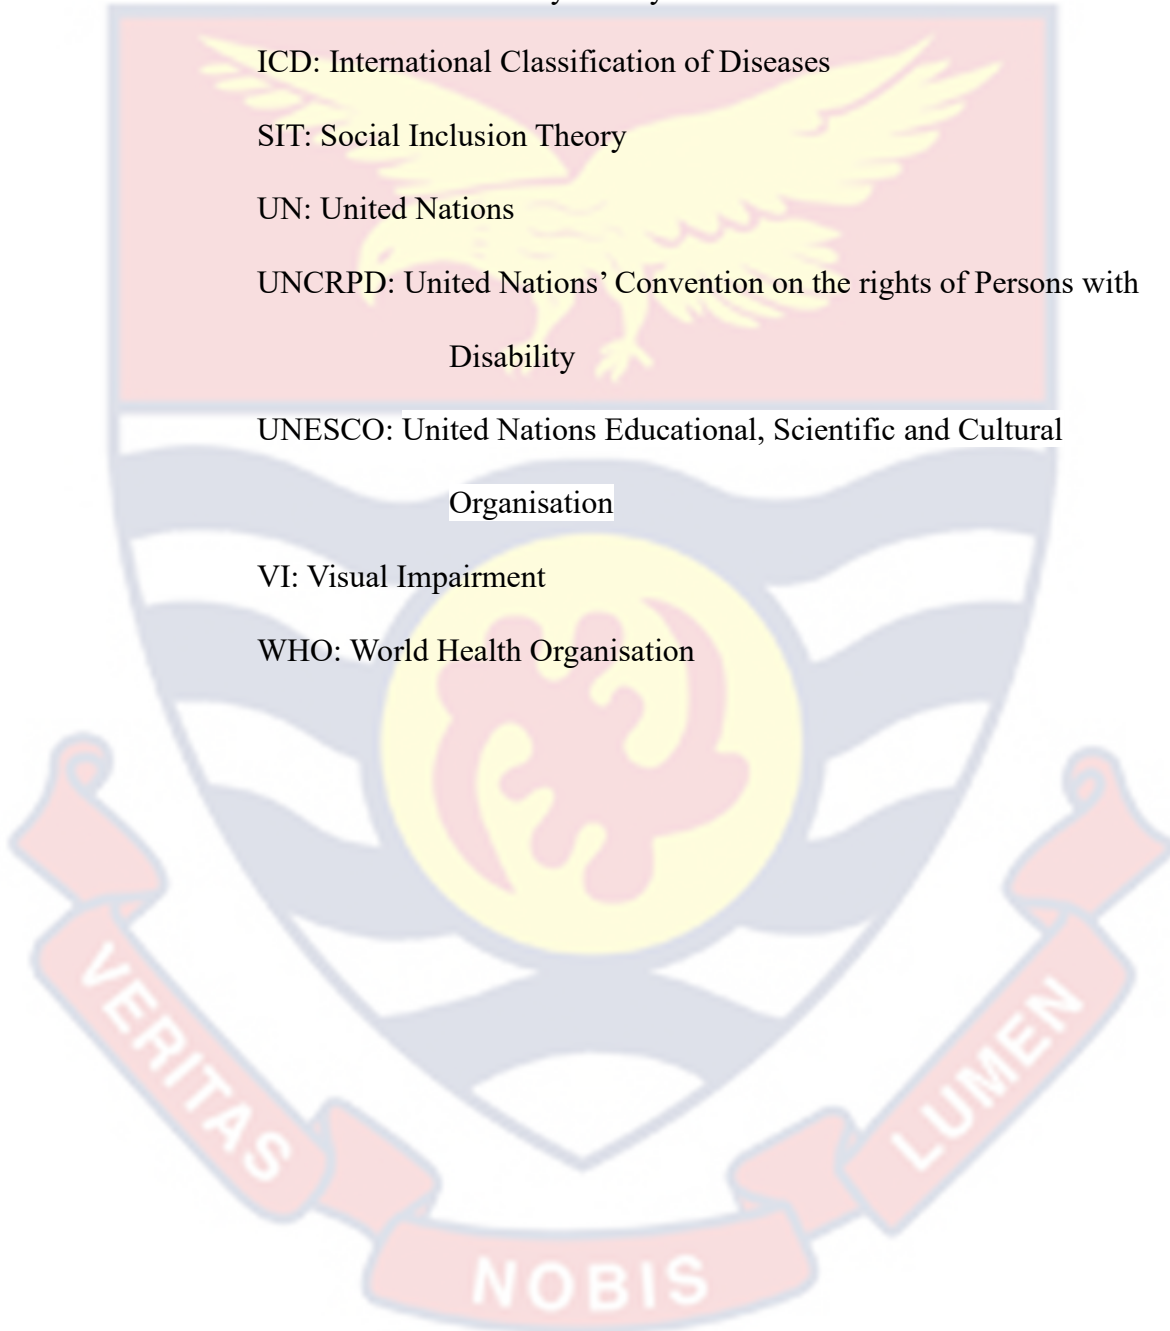 ICD: International Classification of Diseases
SIT: Social Inclusion Theory
UN: United Nations
UNCRPD: United Nations’ Convention on the rights of Persons with
Disability
UNESCO: United Nations Educational, Scientific and Cultural
Organisation
VI: Visual Impairment
WHO: World Health Organisation
VERITAS
NOBIS
LUMEN